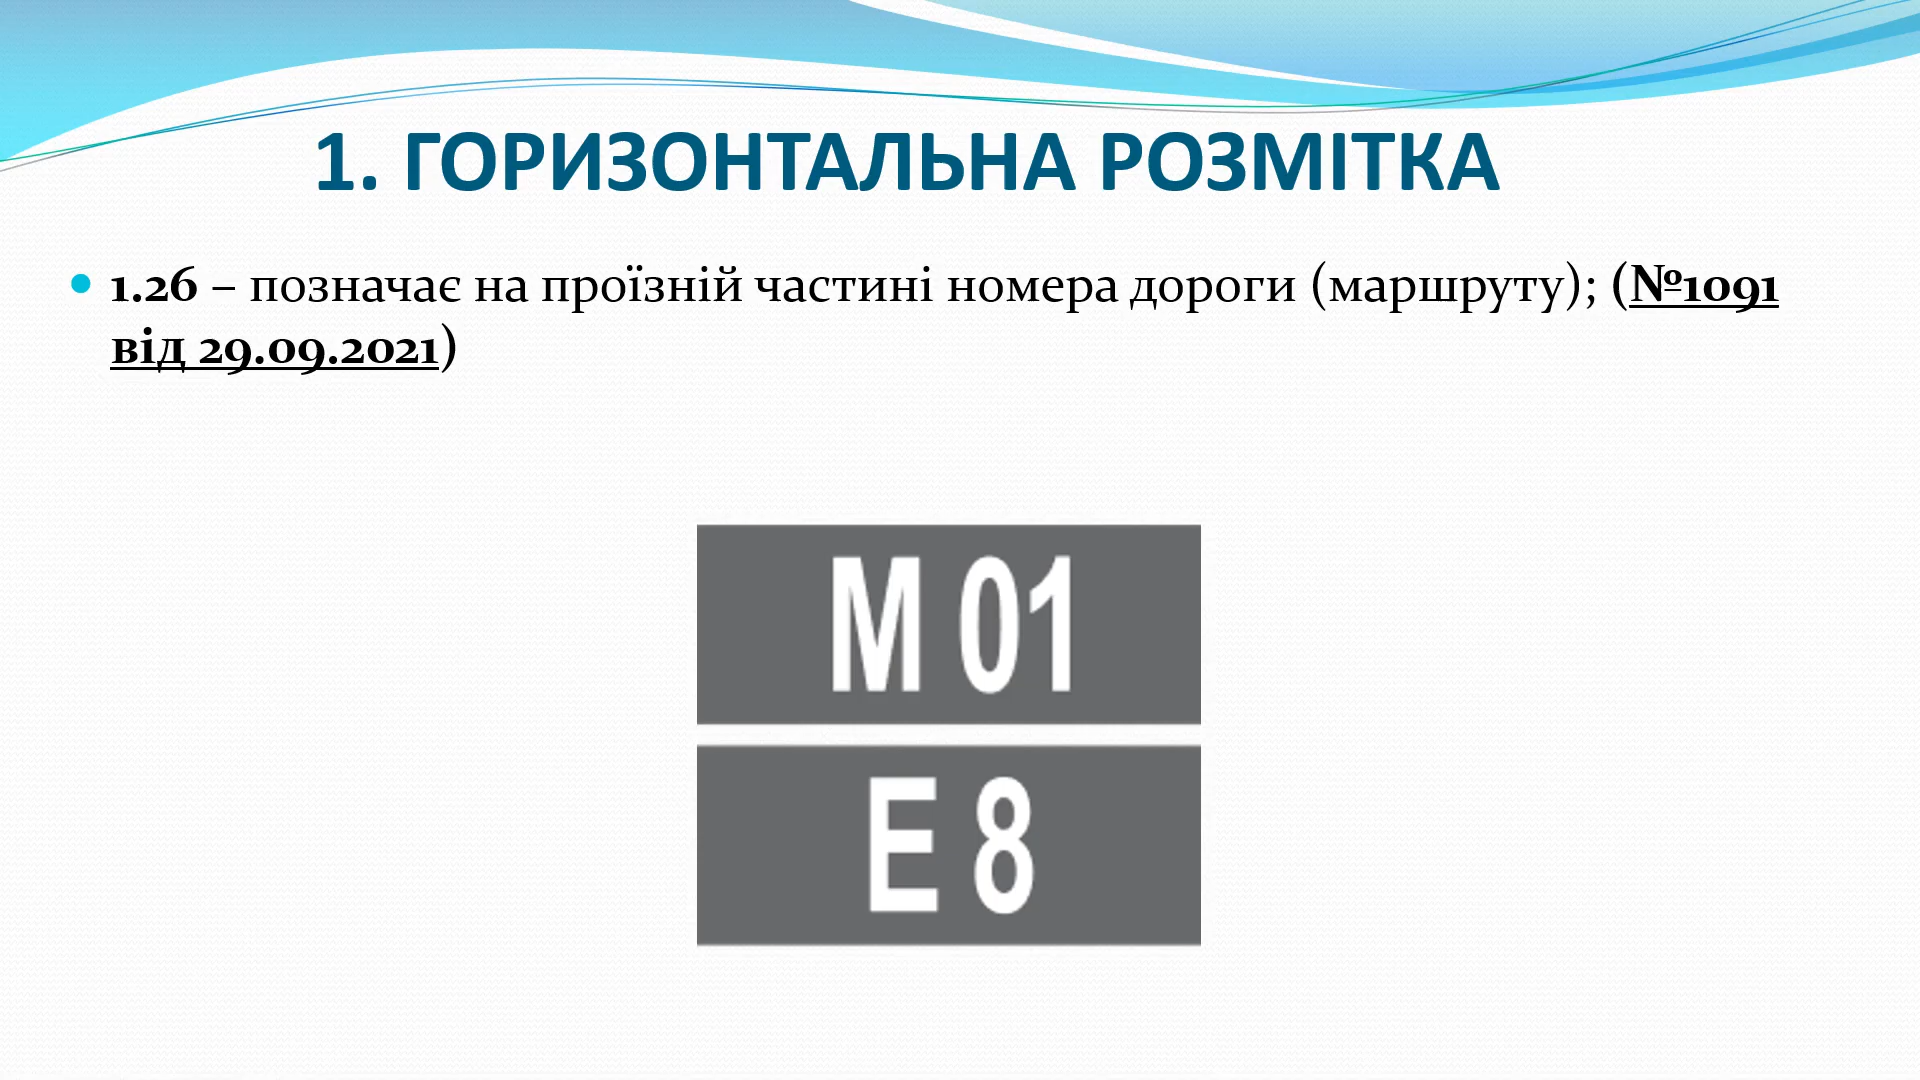 1. ГОРИЗОНТАЛЬНА РОЗМІТКА
1.26 – позначає на проїзній частині номера дороги (маршруту); (№1091
від 29.09.2021)
М 01
Е 8